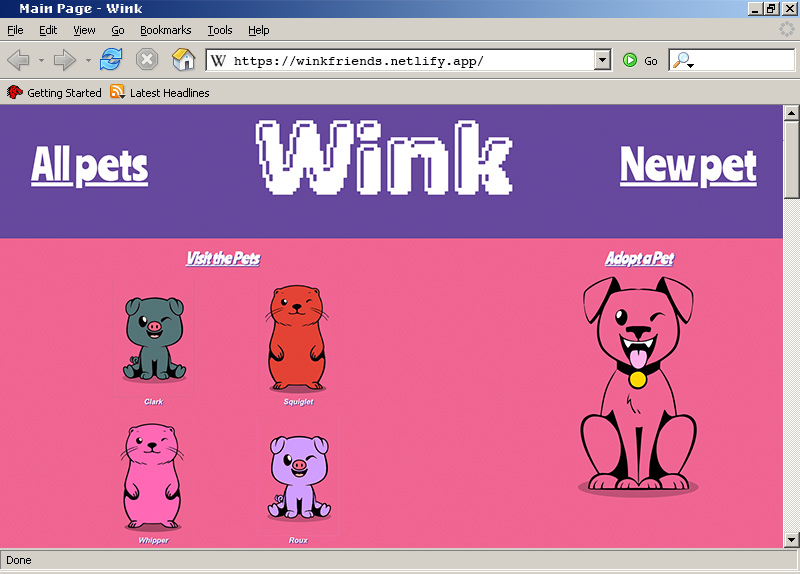 Main Page - Wink
File Edit View Go Bookmarks Tools Help
W https://winkfriends.netlify.app/ Go
Getting Started Latest Headlines
All pets Wink New pet
Visit the Pets Adopt a Pet
Clark Squiglet
Whipper Roux
Done